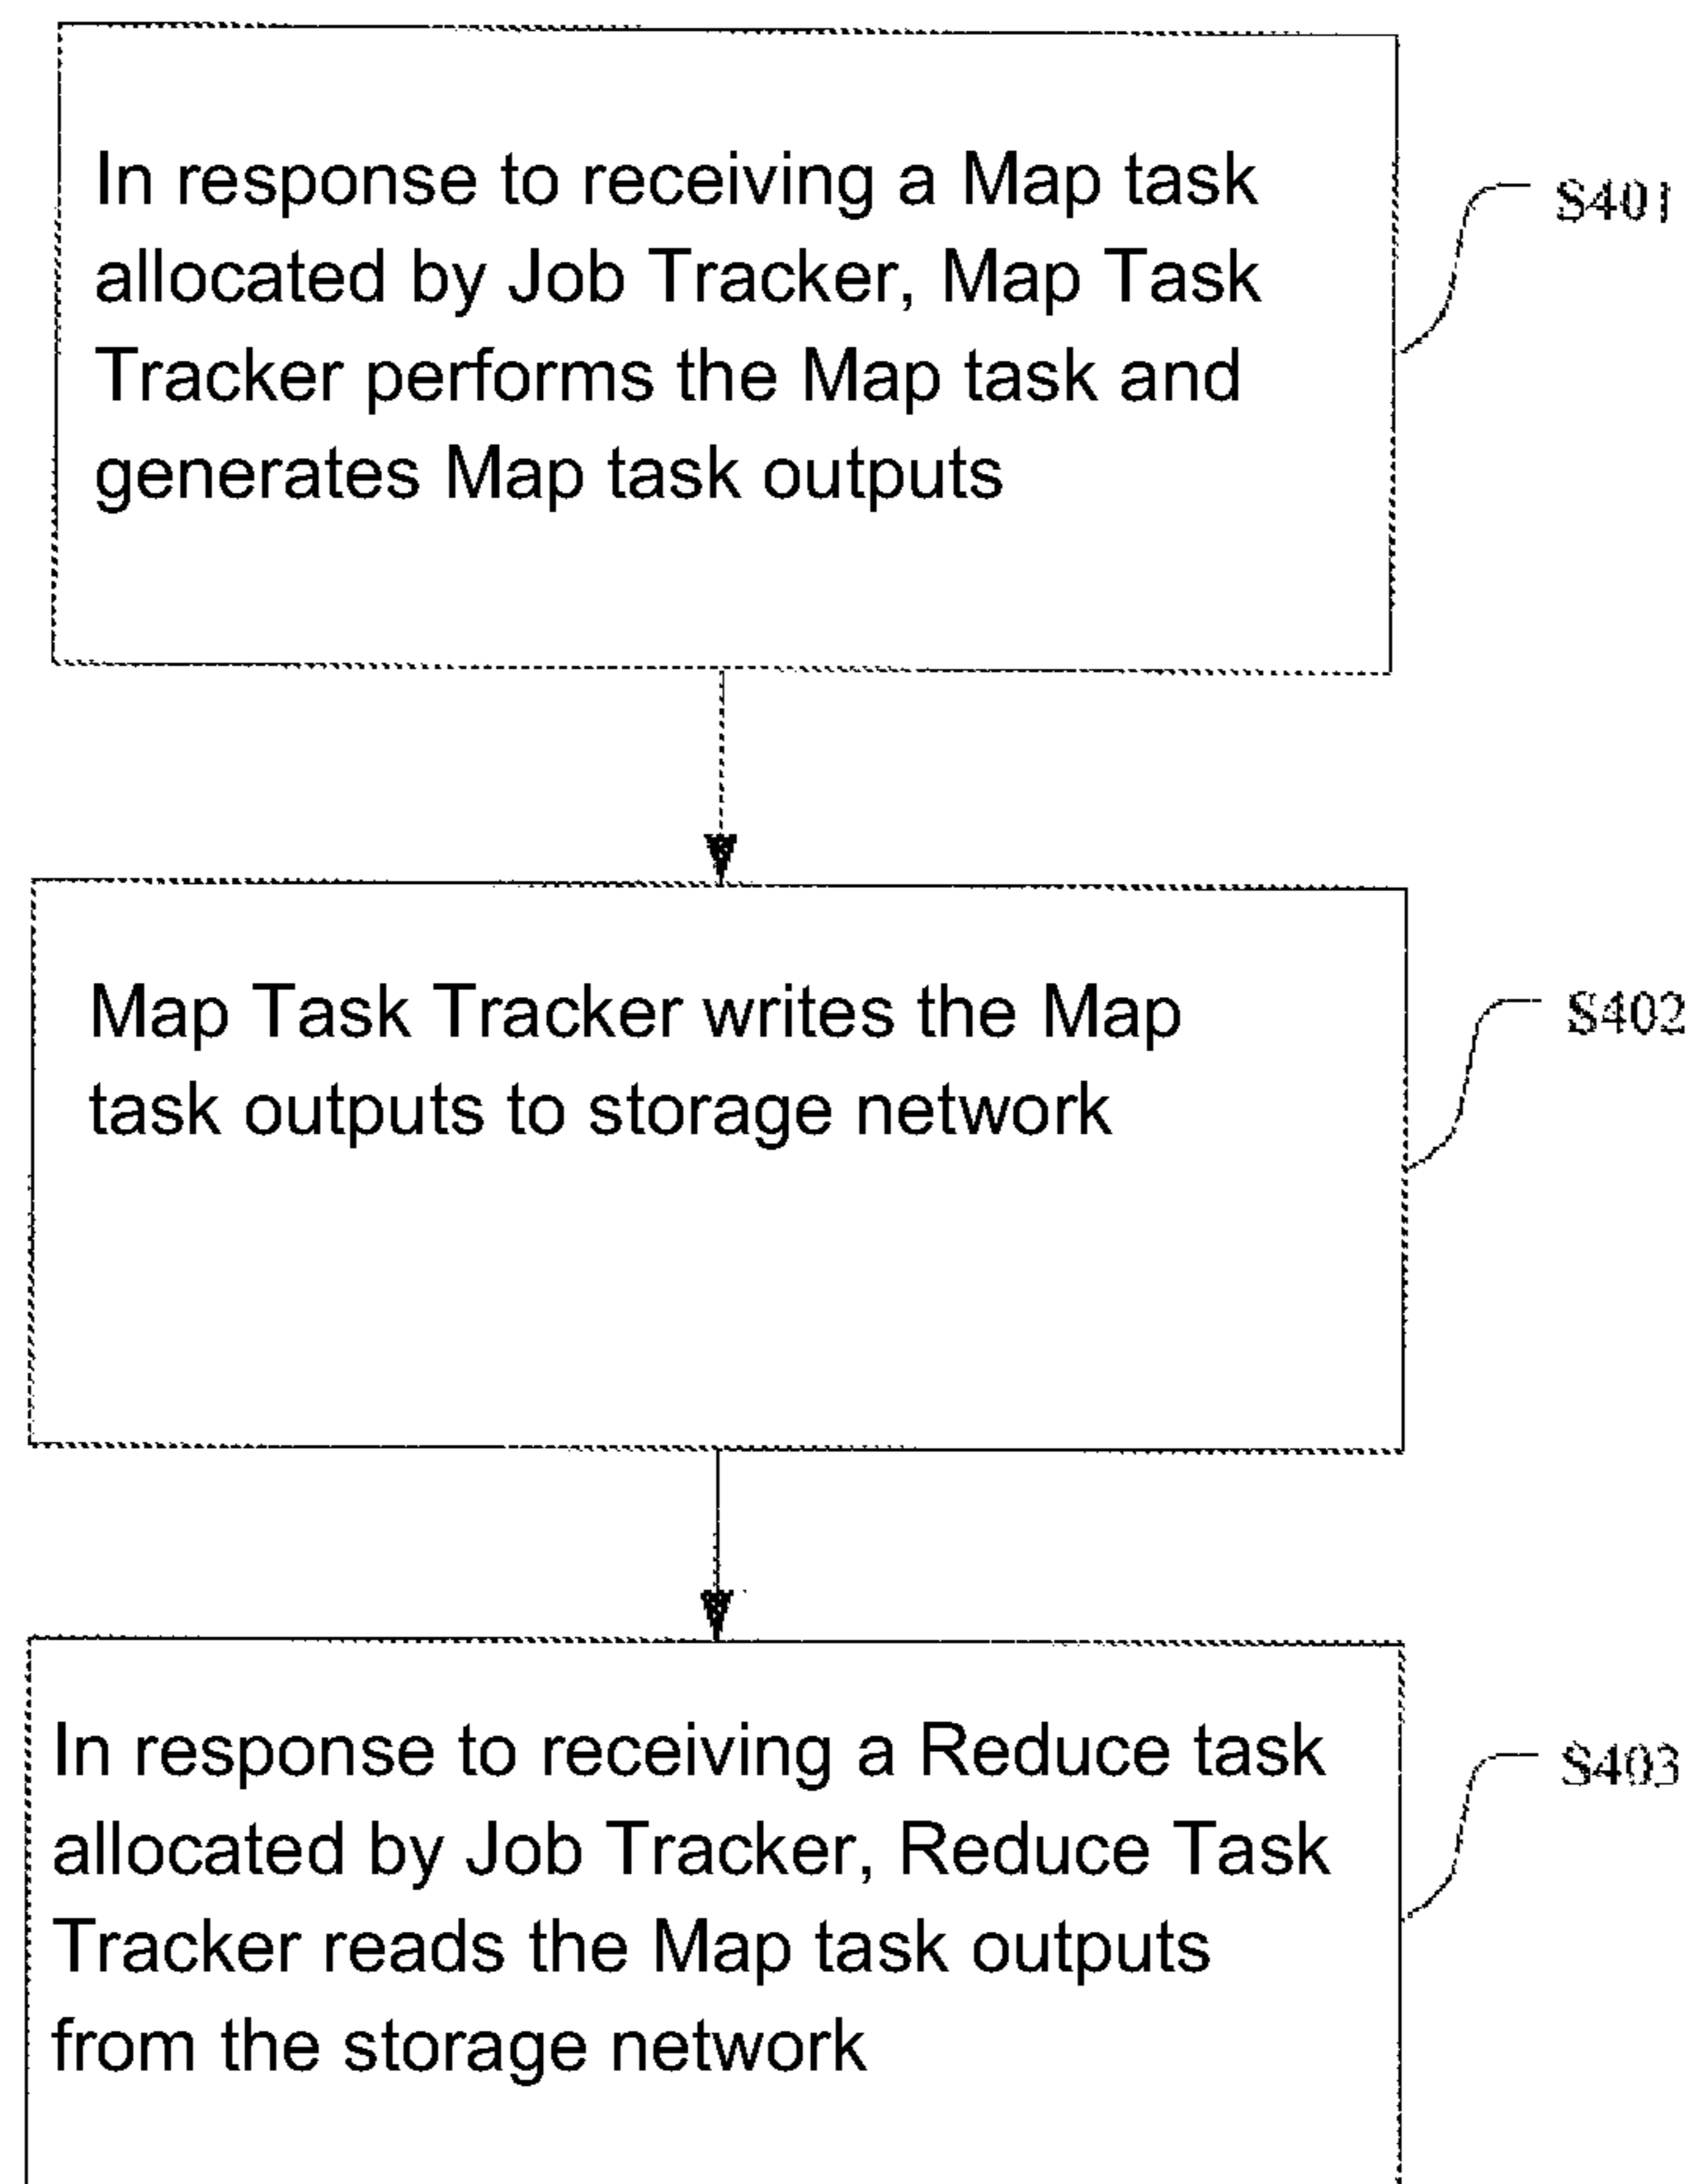 In response to receiving a Map task
allocated by Job Tracker, Map Task
Tracker performs the Map task and
generates Map task outputs
S401
Map Task Tracker writes the Map
task outputs to storage network
S402
In response to receiving a Reduce task
allocated by Job Tracker, Reduce Task
Tracker reads the Map task outputs
from the storage network
S403